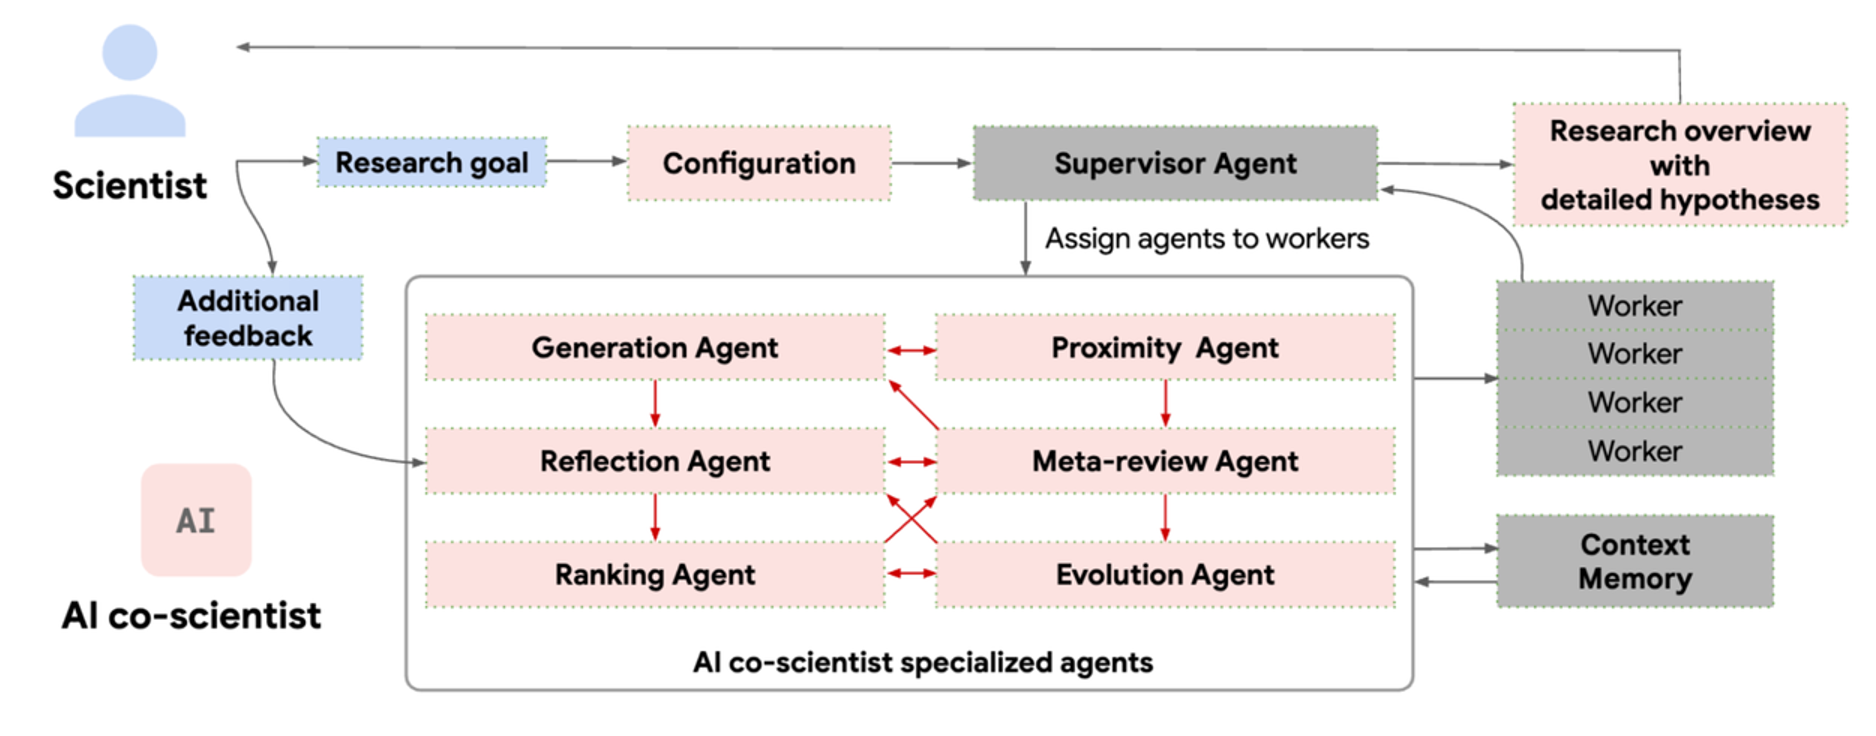 Scientist
Research goal
Configuration
Supervisor Agent
Research overview
with
detailed hypotheses
Assign agents to workers
Additional
feedback
Generation Agent
Proximity Agent
Reflection Agent
Meta-review Agent
Ranking Agent
Evolution Agent
AI co-scientist specialized agents
Worker
Worker
Worker
Worker
Context
Memory
AI
AI co-scientist